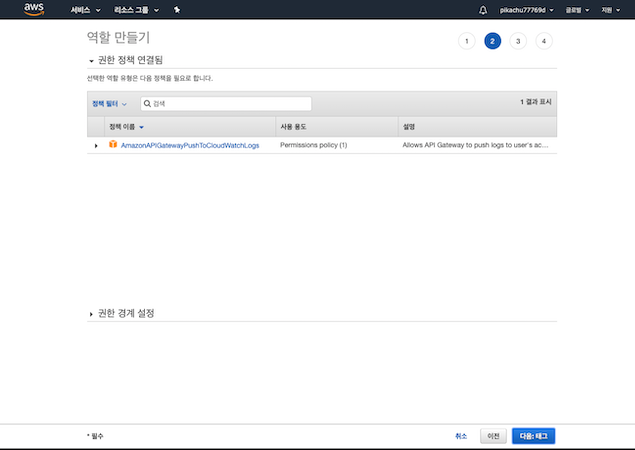 aws 서비스 리소스 그룹 pikachu77769d 글로벌 지원
역할 만들기
1 2 3 4
권한 정책 연결됨
선택한 역할 유형은 다음 정책을 필요로 합니다.
정책 필터 검색 1 결과 표시
정책 이름 사용 용도 설명
AmazonAPIGatewayPushToCloudWatchLogs Permissions policy (1) Allows API Gateway to push logs to user's ac...
권한 경계 설정
* 필수 취소 이전 다음: 태그